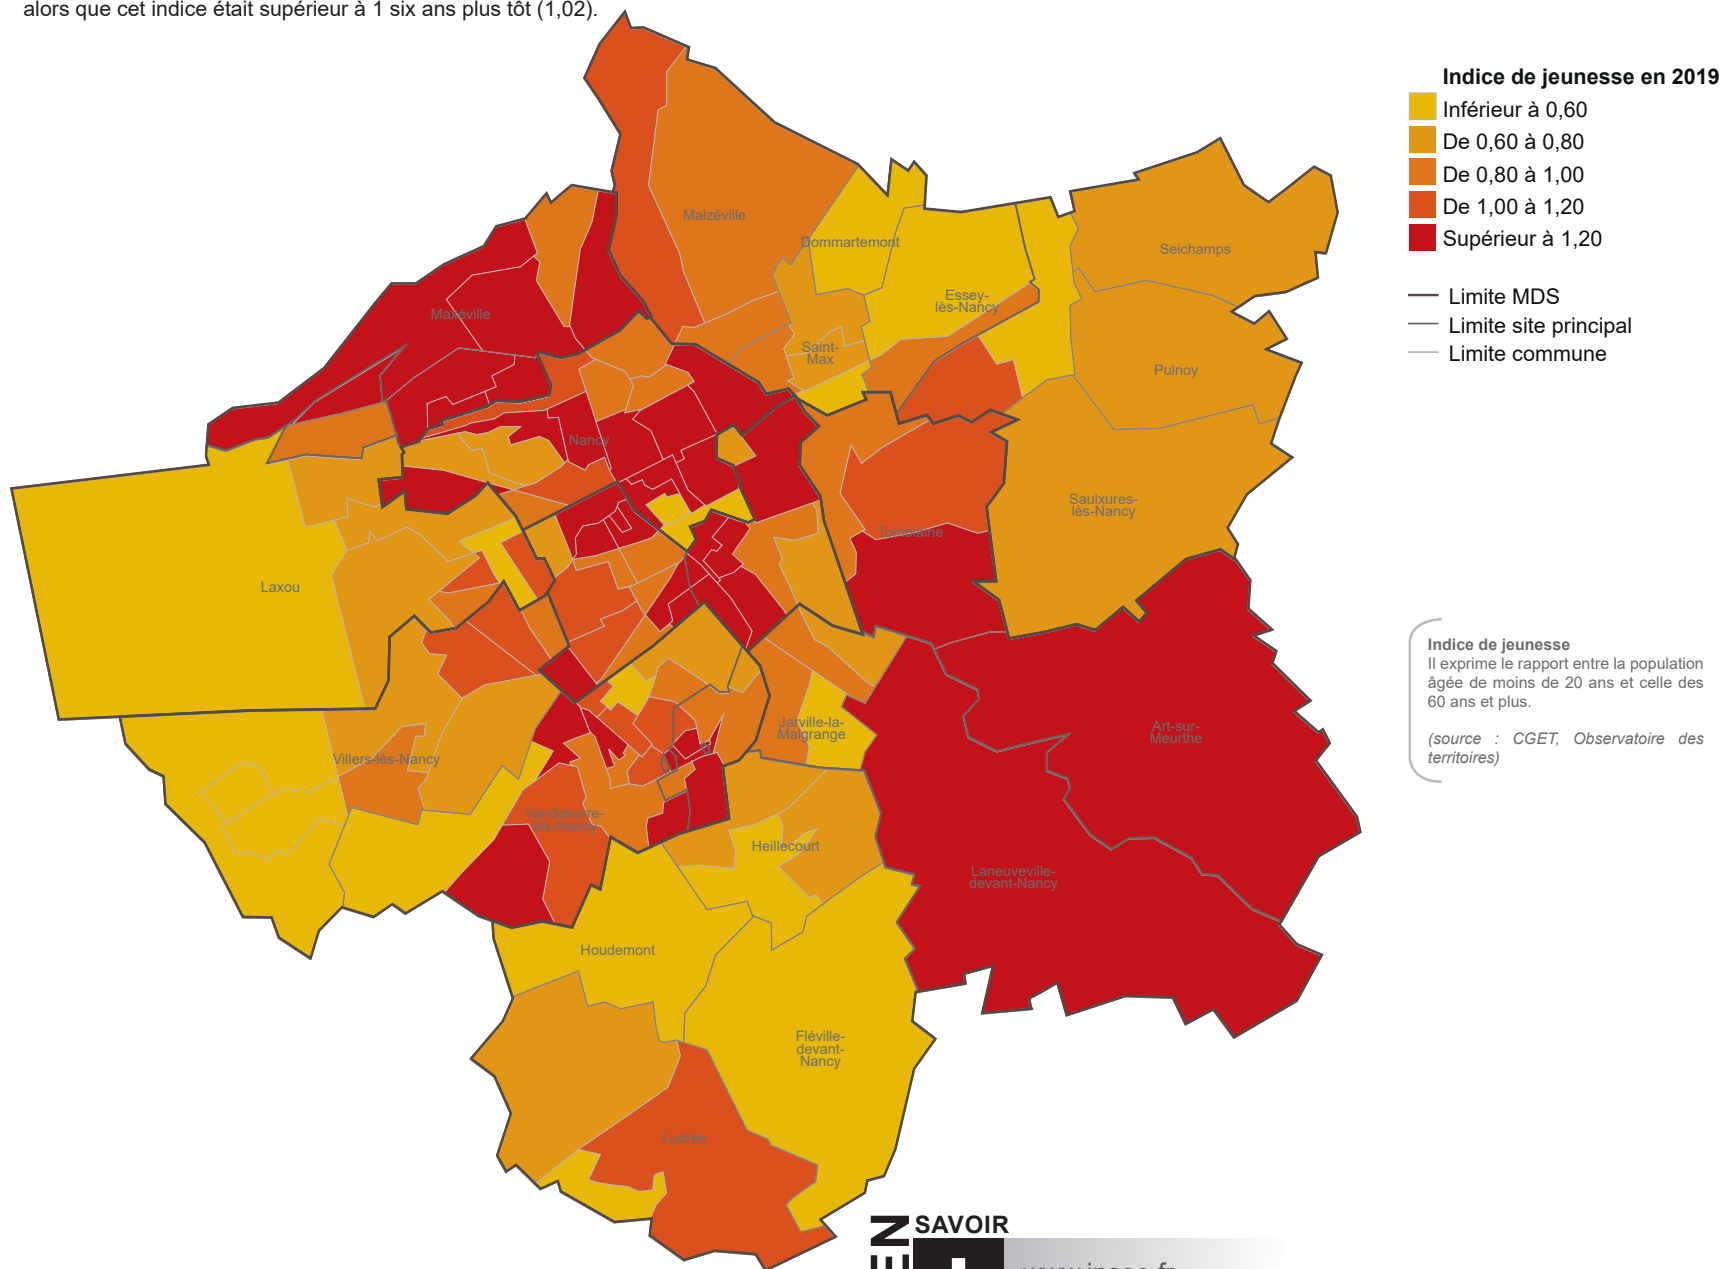 alors que cet indice était supérieur à 1 six ans plus tôt (1,02).
Indice de jeunesse en 2019
Inférieur à 0,60
De 0,60 à 0,80
De 0,80 à 1,00
De 1,00 à 1,20
Supérieur à 1,20
Limite MDS
Limite site principal
Limite commune
Malzéville
Dommartemont
Seichamps
Essey-
lès-Nancy
Maxéville
Saint-
Max
Pulnoy
Nancy
Saulxures-
lès-Nancy
Tomblaine
Laxou
Art-sur-
Meurthe
Jarville-la-
Malgrange
Villers-lès-Nancy
Vandœuvre-
lès-Nancy
Heillecourt
Laneuveville-
devant-Nancy
Houdemont
Fléville-
devant-
Nancy
Ludres
Indice de jeunesse
Il exprime le rapport entre la population
âgée de moins de 20 ans et celle des
60 ans et plus.
(source : CGET, Observatoire des
territoires)
EN
SAVOIR
www.insee.fr